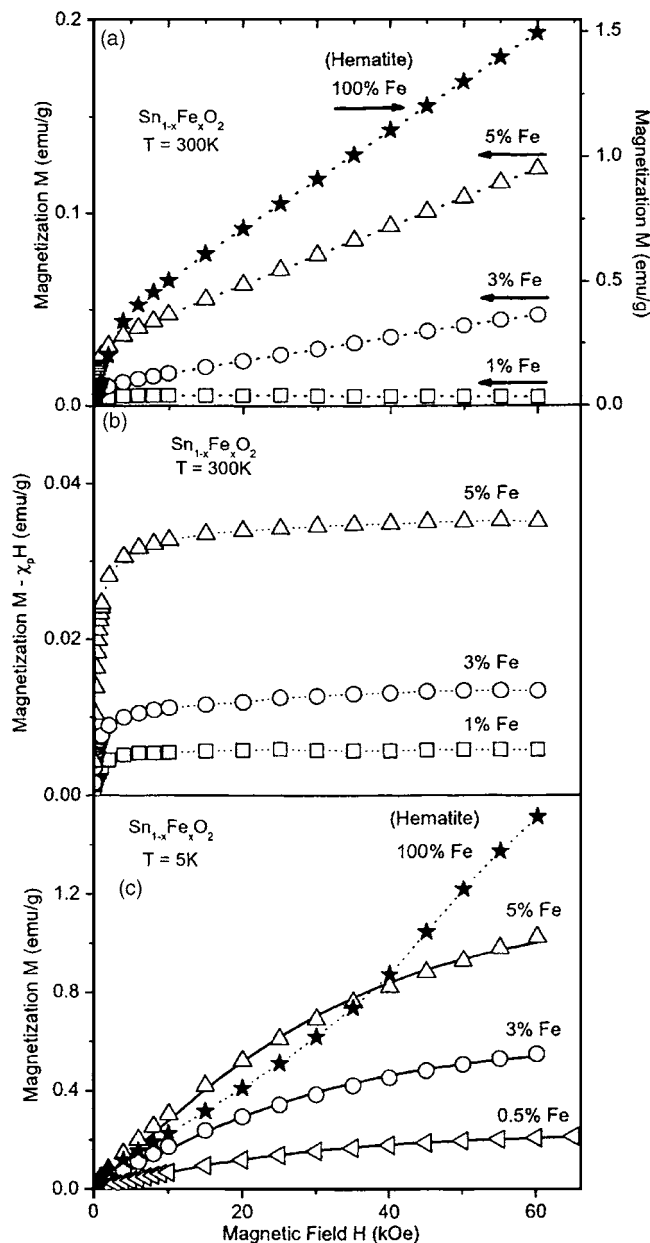 (a)
0.2
0.1
0.0
Magnetization M (emu/g)
Sn1-xFexO2
T = 300K
(Hematite)
100% Fe
5% Fe
3% Fe
1% Fe
1.5
1.0
0.5
0.0
Magnetization M (emu/g)
(b)
Sn1-xFexO2
T = 300K
0.04
0.02
0.00
Magnetization M - χpH (emu/g)
5% Fe
3% Fe
1% Fe
Sn1-xFexO2
T = 5K
(c)
(Hematite)
100% Fe
5% Fe
3% Fe
0.5% Fe
1.2
0.8
0.4
0.0
Magnetization M (emu/g)
0 20 40 60
Magnetic Field H (kOe)